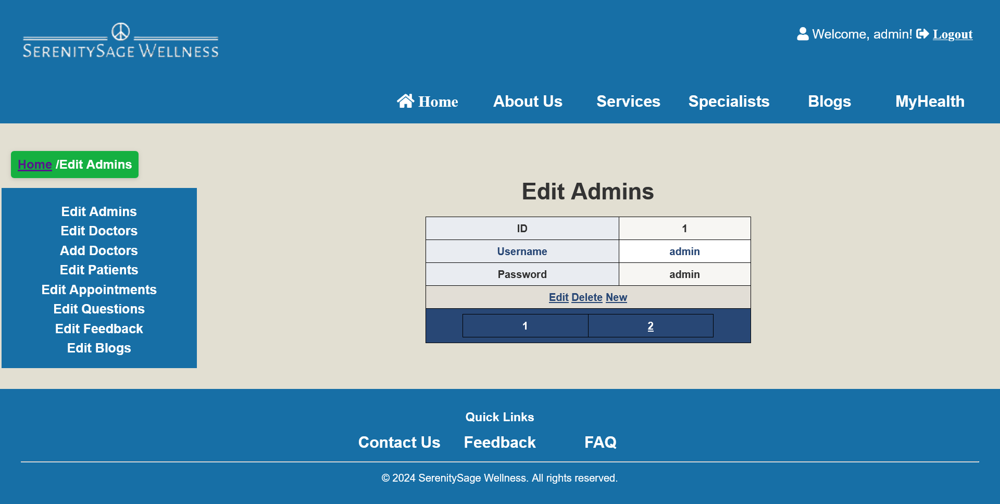 SERENITYSAGE WELLNESS
Welcome, admin! Logout
Home About Us Services Specialists Blogs MyHealth
Home /Edit Admins
Edit Admins
Edit Doctors
Add Doctors
Edit Patients
Edit Appointments
Edit Questions
Edit Feedback
Edit Blogs
Edit Admins
ID 1
Username admin
Password admin
Edit Delete New
1 2
Quick Links
Contact Us Feedback FAQ
© 2024 SerenitySage Wellness. All rights reserved.